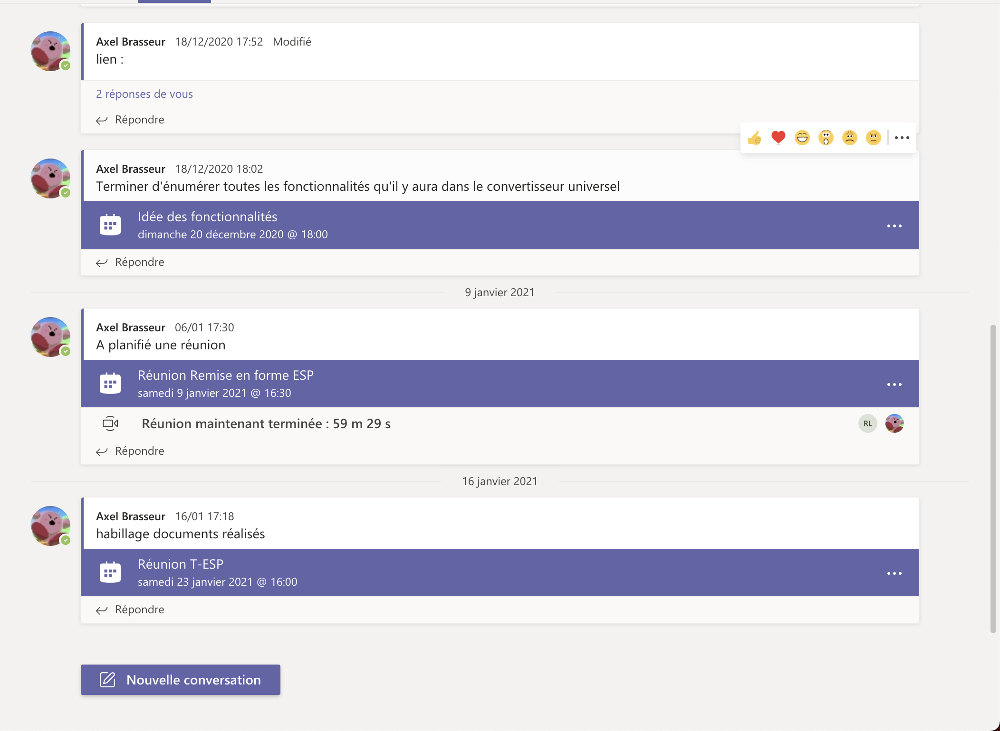 Axel Brasseur 18/12/2020 17:52 Modifié
lien :
2 réponses de vous
Répondre
Axel Brasseur 18/12/2020 18:02
Terminer d'énumérer toutes les fonctionnalités qu'il y aura dans le convertisseur universel
Idée des fonctionnalités
dimanche 20 décembre 2020 @ 18:00
Répondre
9 janvier 2021
Axel Brasseur 06/01 17:30
A planifié une réunion
Réunion Remise en forme ESP
samedi 9 janvier 2021 @ 16:30
Réunion maintenant terminée : 59 m 29 s RL
Répondre
16 janvier 2021
Axel Brasseur 16/01 17:18
habillage documents réalisés
Réunion T-ESP
samedi 23 janvier 2021 @ 16:00
Répondre
Nouvelle conversation